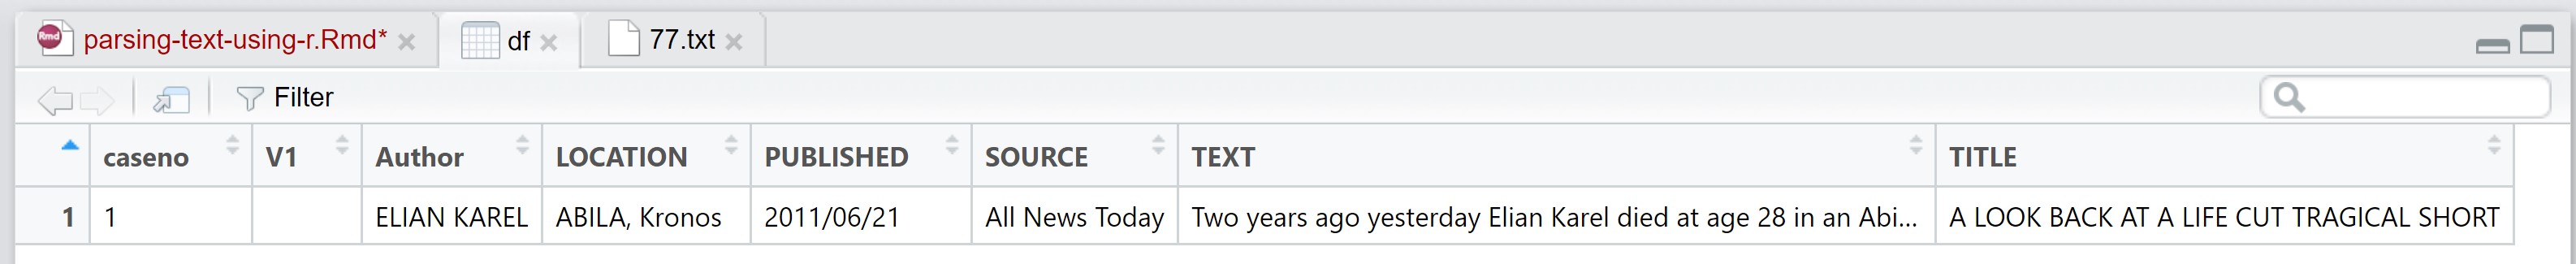 Rmd parsing-text-using-r.Rmd* df 77.txt
Filter
caseno V1 Author LOCATION PUBLISHED SOURCE TEXT TITLE
1 1 ELIAN KAREL ABILA, Kronos 2011/06/21 All News Today Two years ago yesterday Elian Karel died at age 28 in an Abi... A LOOK BACK AT A LIFE CUT TRAGICAL SHORT